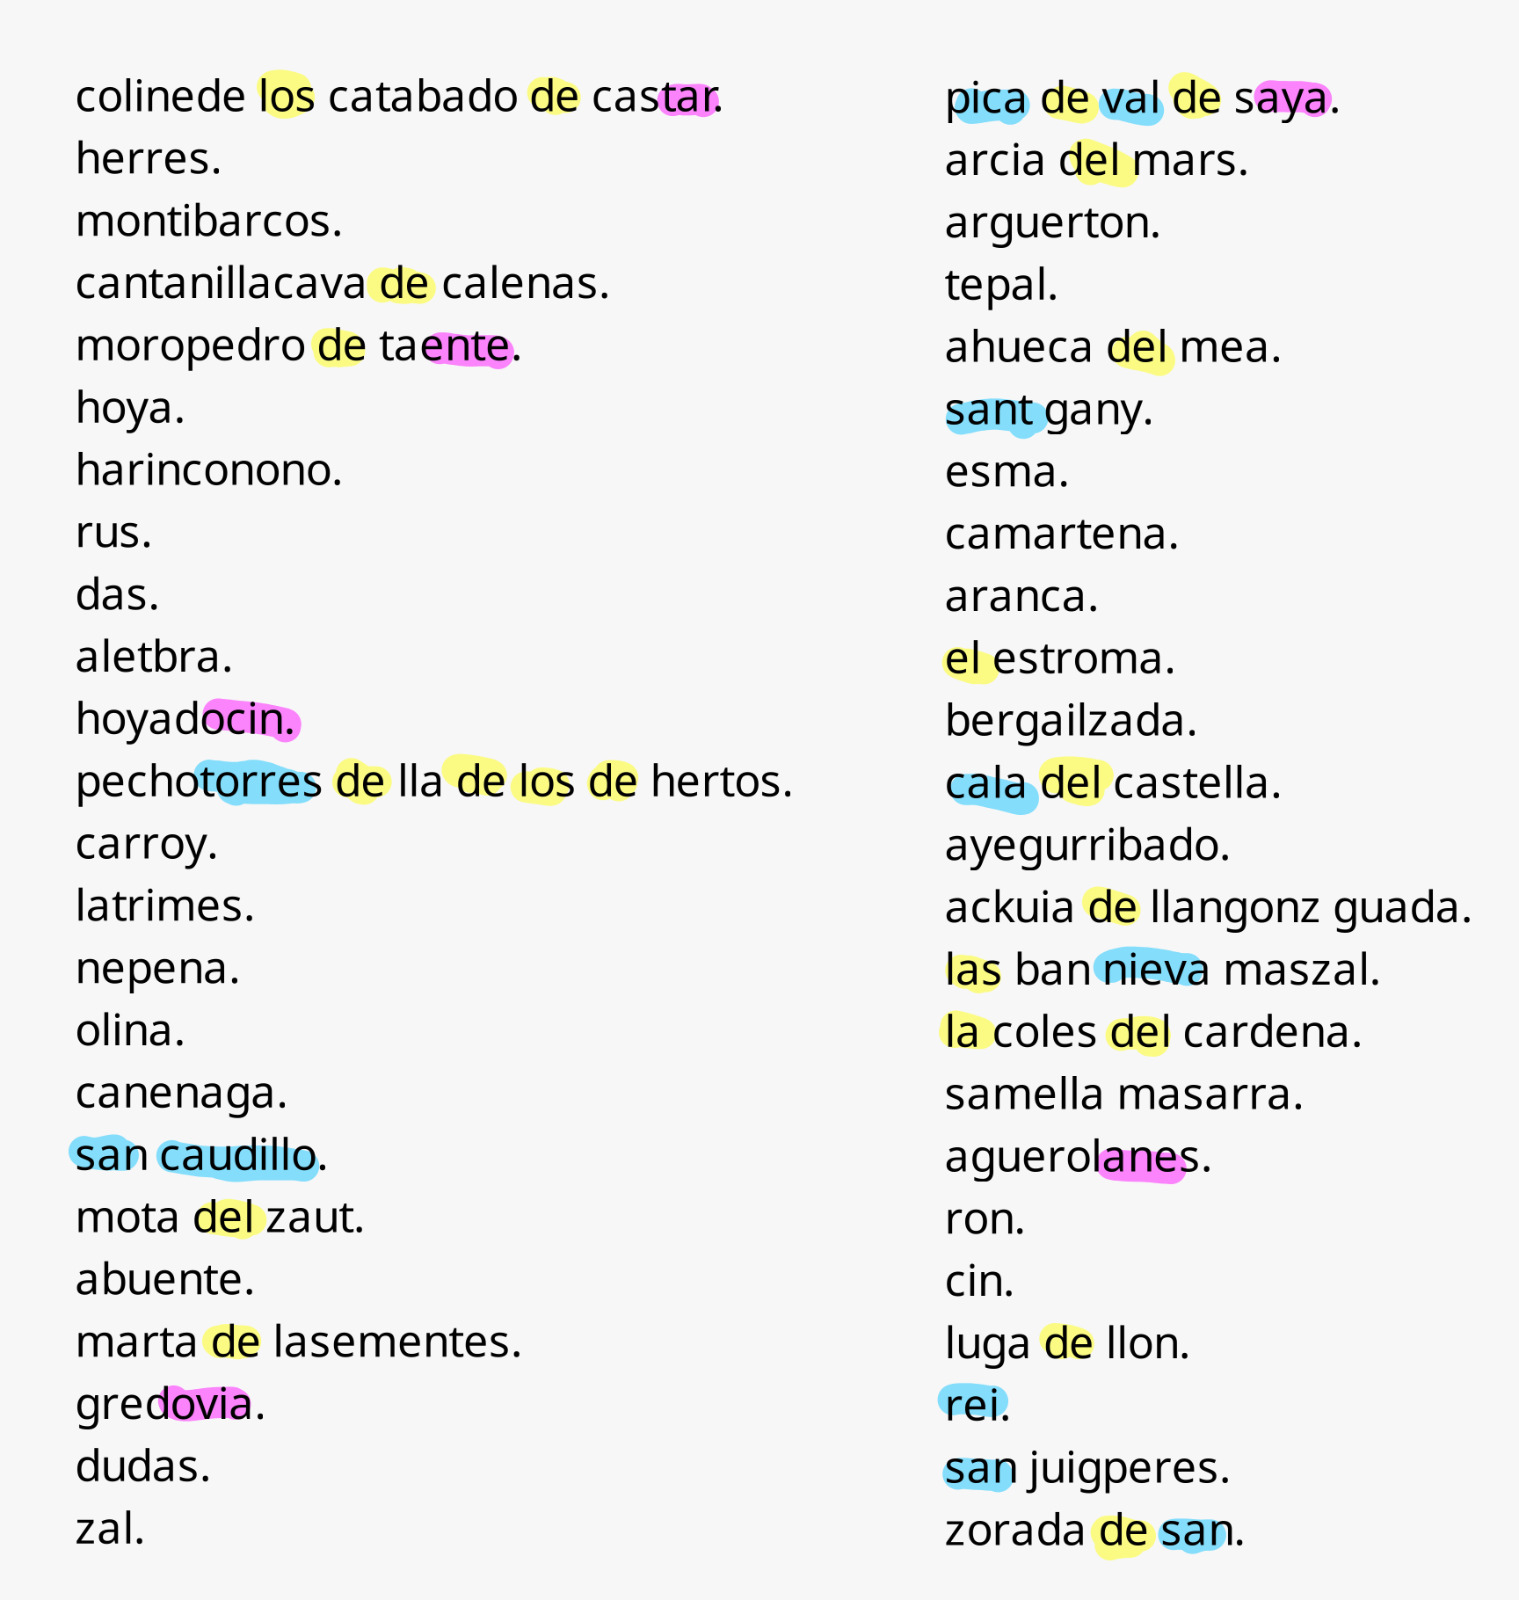 colinede los catabado de castar.
herres.
montibarcos.
cantanillacava de calenas.
moropedro de taente.
hoya.
harinconono.
rus.
das.
aletbra.
hoyadocin.
pechotorres de lla de los de hertos.
carroy.
latrimes.
nepena.
olina.
canenaga.
san caudillo.
mota del zaut.
abuente.
marta de lasementes.
gredovia.
dudas.
zal.
pica de val de saya.
arcia del mars.
arguerton.
tepal.
ahueca del mea.
sant gany.
esma.
camartena.
aranca.
el estroma.
bergailzada.
cala del castella.
ayegurribado.
ackuia de llangonz guada.
las ban nieva maszal.
la coles del cardena.
samella masarra.
aguerolanes.
ron.
cin.
luga de llon.
rei.
san juigperes.
zorada de san.